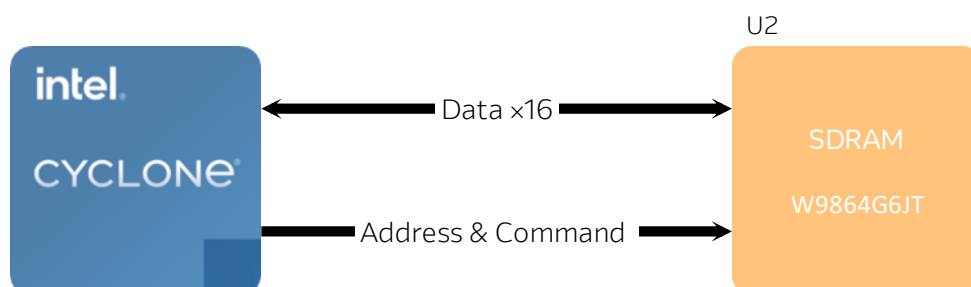 U2
intel.
Data ×16
SDRAM
CYCLONE®
W9864G6JT
Address & Command